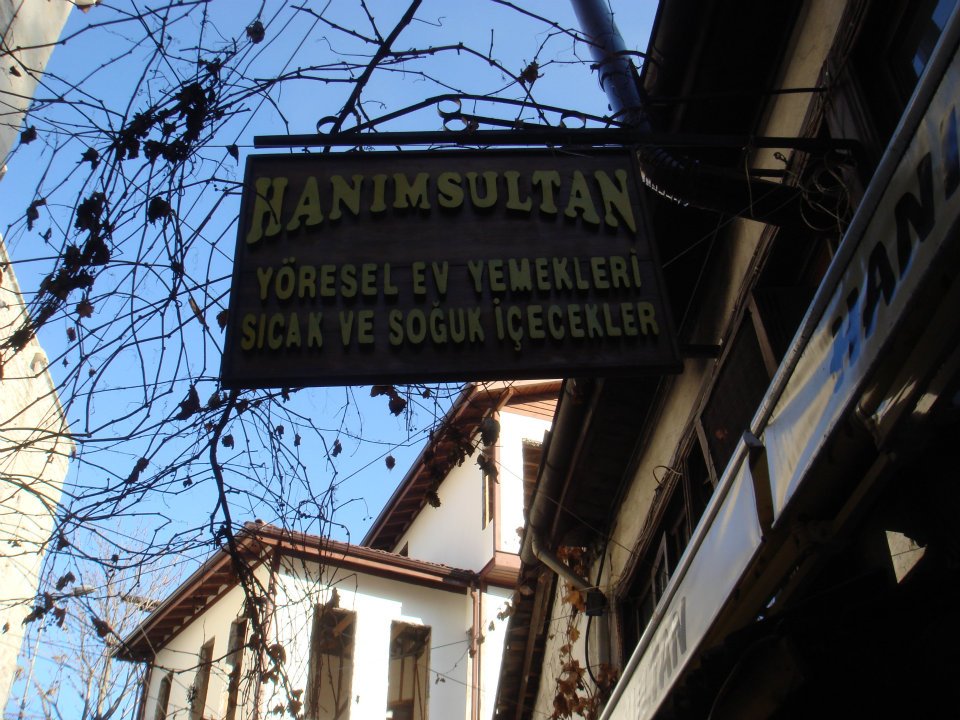 HANIMSULTAN
YÖRESEL EV YEMEKLERİ
SICAK VE SOĞUK İÇECEKLER